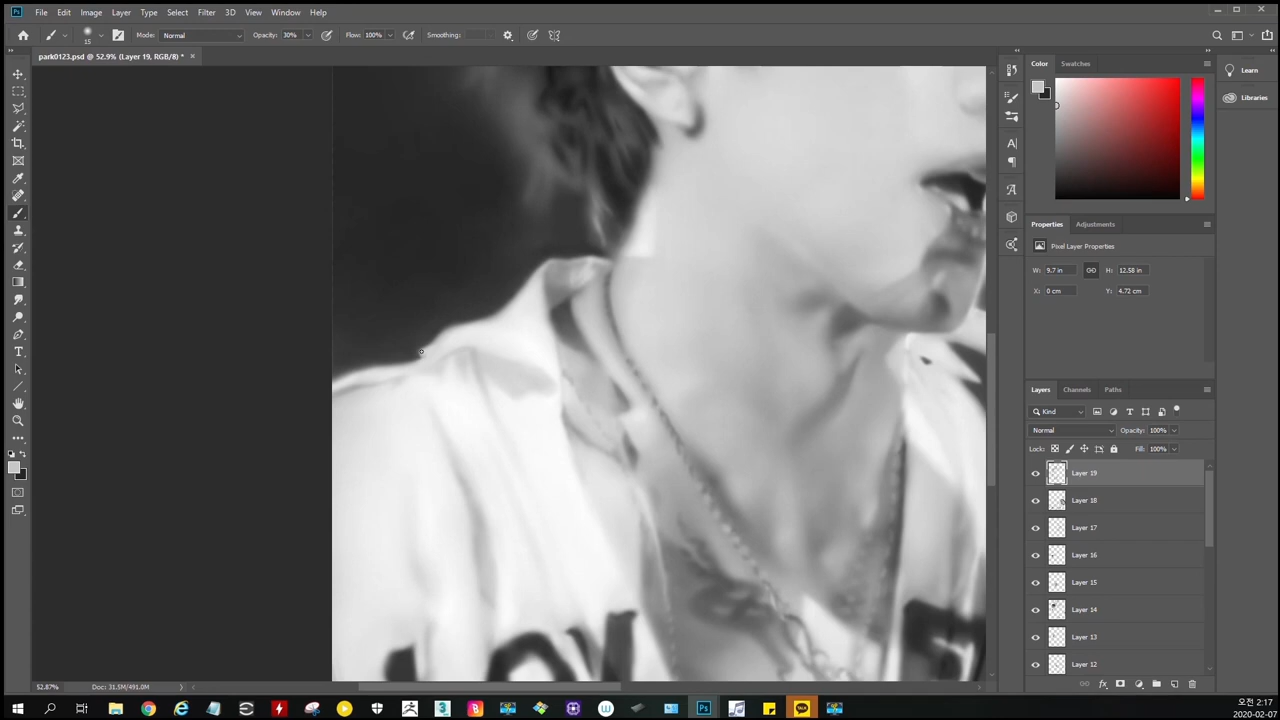 Ps File Edit Image Layer Type Select Filter 3D View Window Help
15 Mode: Normal Opacity: 30% Flow: 100% Smoothing:
park0123.psd @ 52.9% (Layer 19, RGB/8) *
Color Swatches
Learn
Libraries
Properties Adjustments
Pixel Layer Properties
W: 9.7 in H: 12.58 in
X: 0 cm Y: 4.72 cm
Layers Channels Paths
Kind
Normal Opacity: 100%
Lock: Fill: 100%
Layer 19
Layer 18
Layer 17
Layer 16
Layer 15
Layer 14
Layer 13
Layer 12
52.87% Doc: 31.5M/491.0M
오전 2:17
2020-02-07